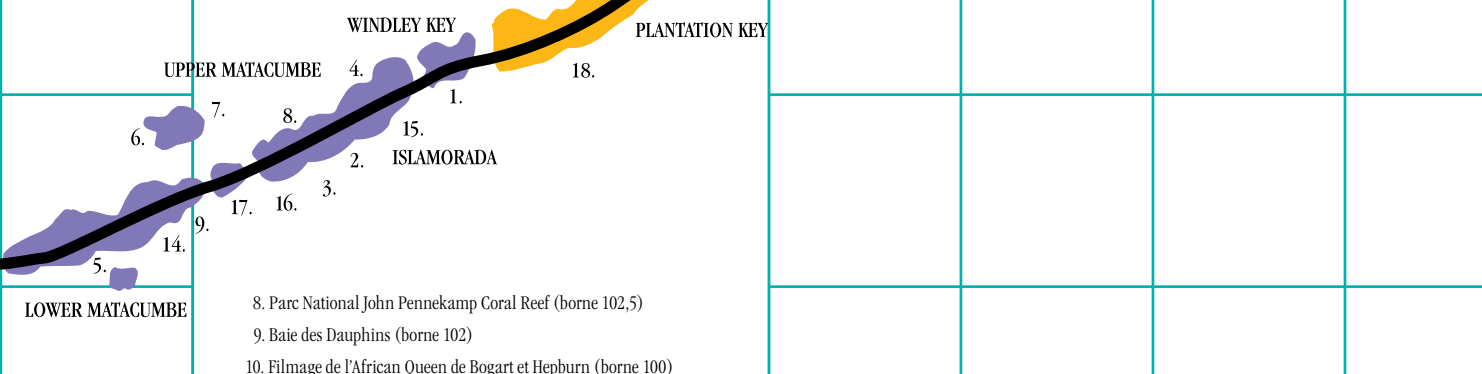 WINDLEY KEY
PLANTATION KEY
UPPER MATACUMBE
4.
18.
1.
7.
8.
6.
15.
2.
ISLAMORADA
3.
17.
16.
9.
14.
5.
LOWER MATACUMBE
8. Parc National John Pennekamp Coral Reef (borne 102,5)
9. Baie des Dauphins (borne 102)
10. Filmage de l'African Queen de Bogart et Hepburn (borne 100)